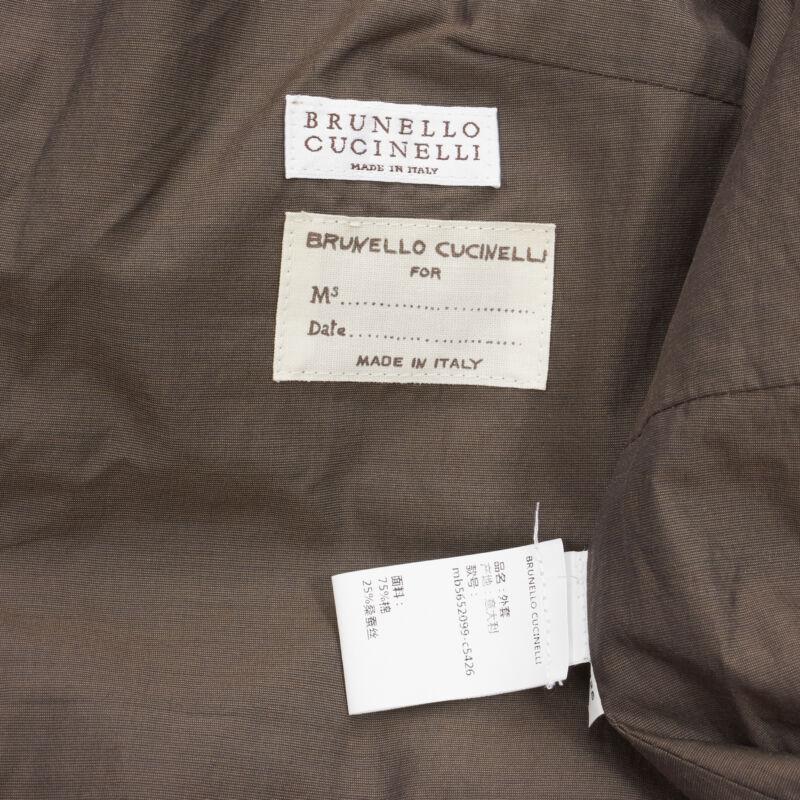 BRUNELLO
CUCINELLI
MADE IN ITALY
BRUNELLO CUCINELLI
FOR
Ms....................................
Date..................................
MADE IN ITALY
BRUNELLO CUCINELLI
品名：外套
产地：意大利
款号：
mb5652099-c5426
面料：
75%棉
25%桑蚕丝